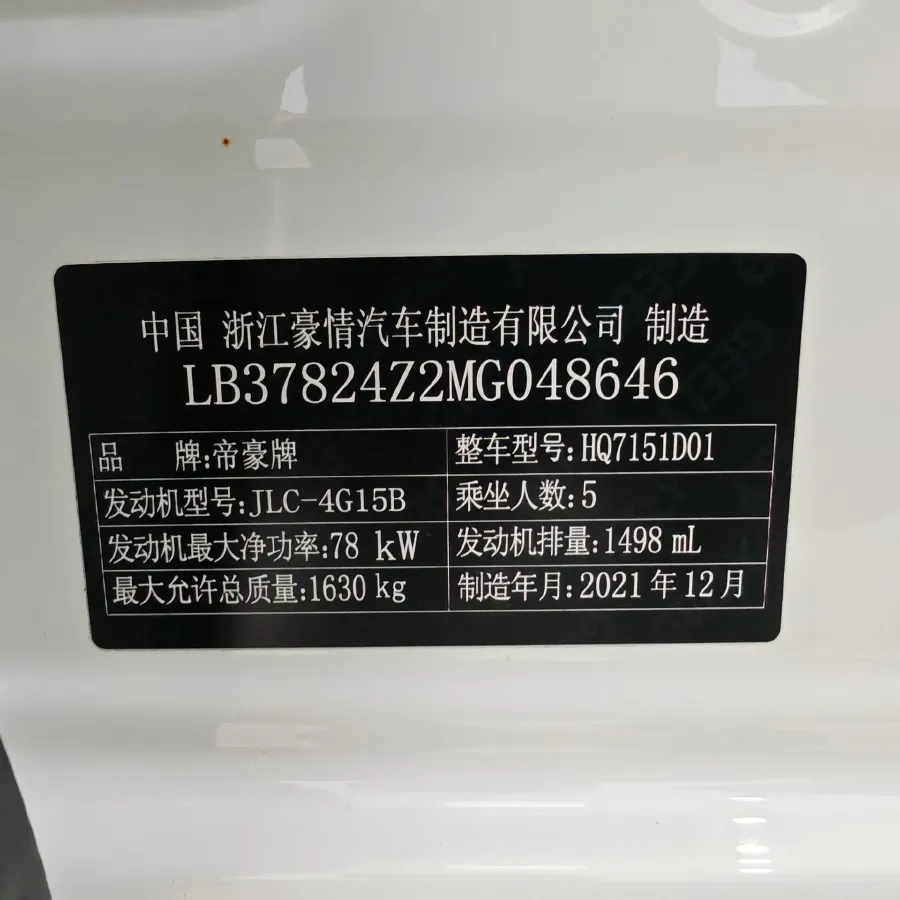 中国 浙江豪情汽车制造有限公司 制造
LB37824Z2MG048646
品 牌:帝豪牌 整车型号:HQ7151D01
发动机型号:JLC-4G15B 乘坐人数:5
发动机最大净功率:78 kW 发动机排量:1498 mL
最大允许总质量:1630 kg 制造年月:2021 年 12 月